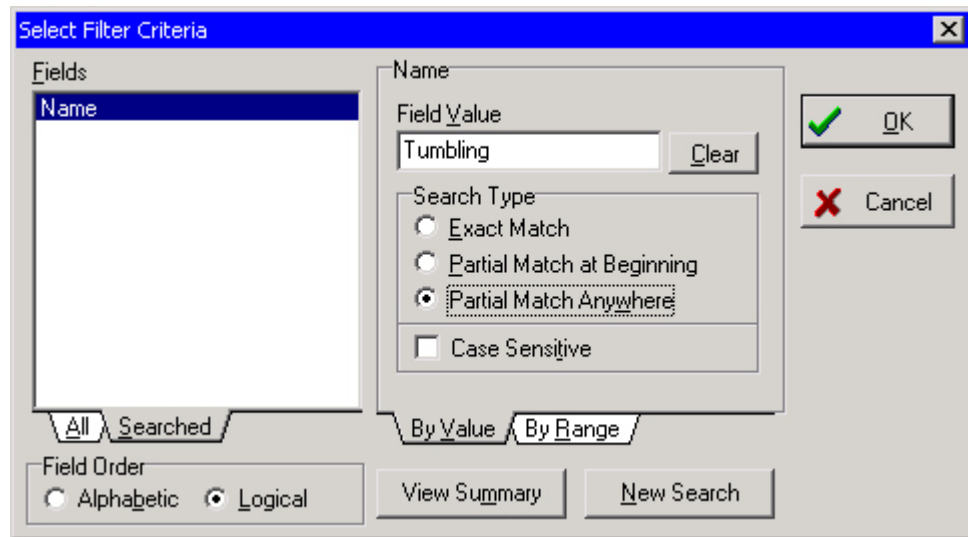 Select Filter Criteria
Fields
Name
All
Searched
Field Order
Alphabetic
Logical
Name
Field Value
Tumbling
Clear
Search Type
Exact Match
Partial Match at Beginning
Partial Match Anywhere
Case Sensitive
By Value
By Range
View Summary
New Search
OK
Cancel